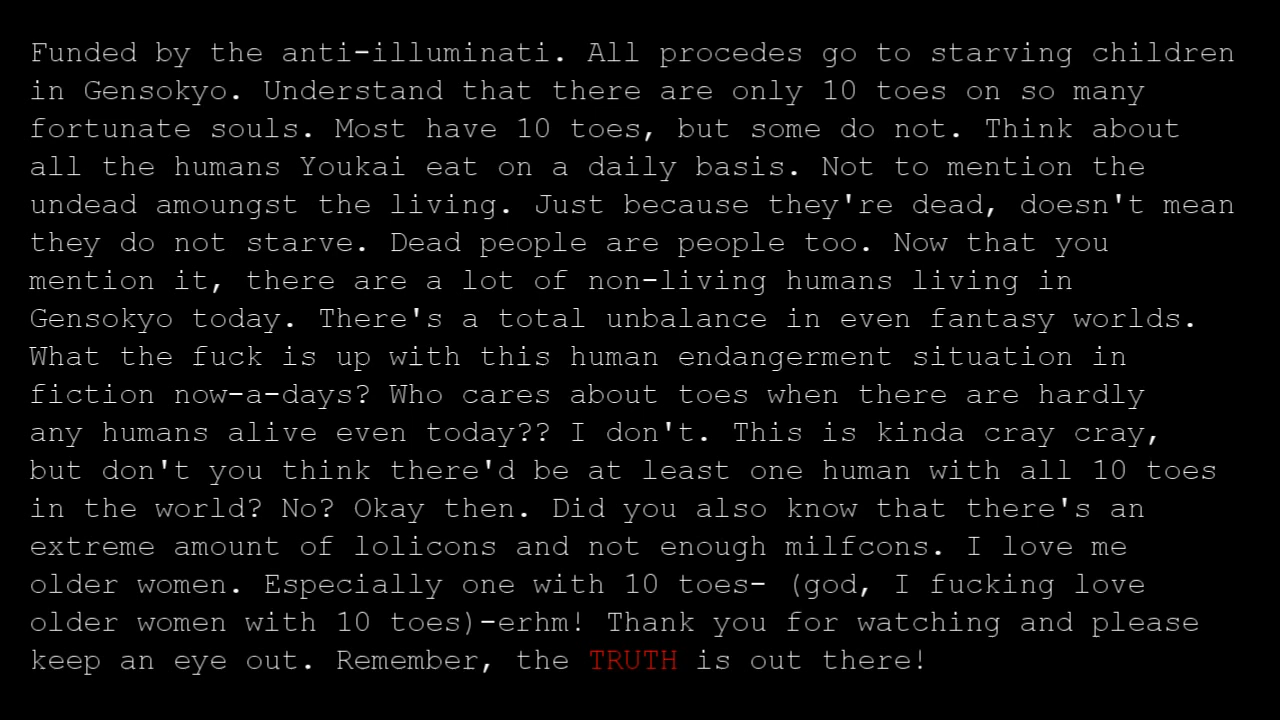 Funded by the anti-illuminati. All procedes go to starving children
in Gensokyo. Understand that there are only 10 toes on so many
fortunate souls. Most have 10 toes, but some do not. Think about
all the humans Youkai eat on a daily basis. Not to mention the
undead amoungst the living. Just because they're dead, doesn't mean
they do not starve. Dead people are people too. Now that you
mention it, there are a lot of non-living humans living in
Gensokyo today. There's a total unbalance in even fantasy worlds.
What the fuck is up with this human endangerment situation in
fiction now-a-days? Who cares about toes when there are hardly
any humans alive even today?? I don't. This is kinda cray cray,
but don't you think there'd be at least one human with all 10 toes
in the world? No? Okay then. Did you also know that there's an
extreme amount of lolicons and not enough milfcons. I love me
older women. Especially one with 10 toes- (god, I fucking love
older women with 10 toes)-erhm! Thank you for watching and please
keep an eye out. Remember, the TRUTH is out there!